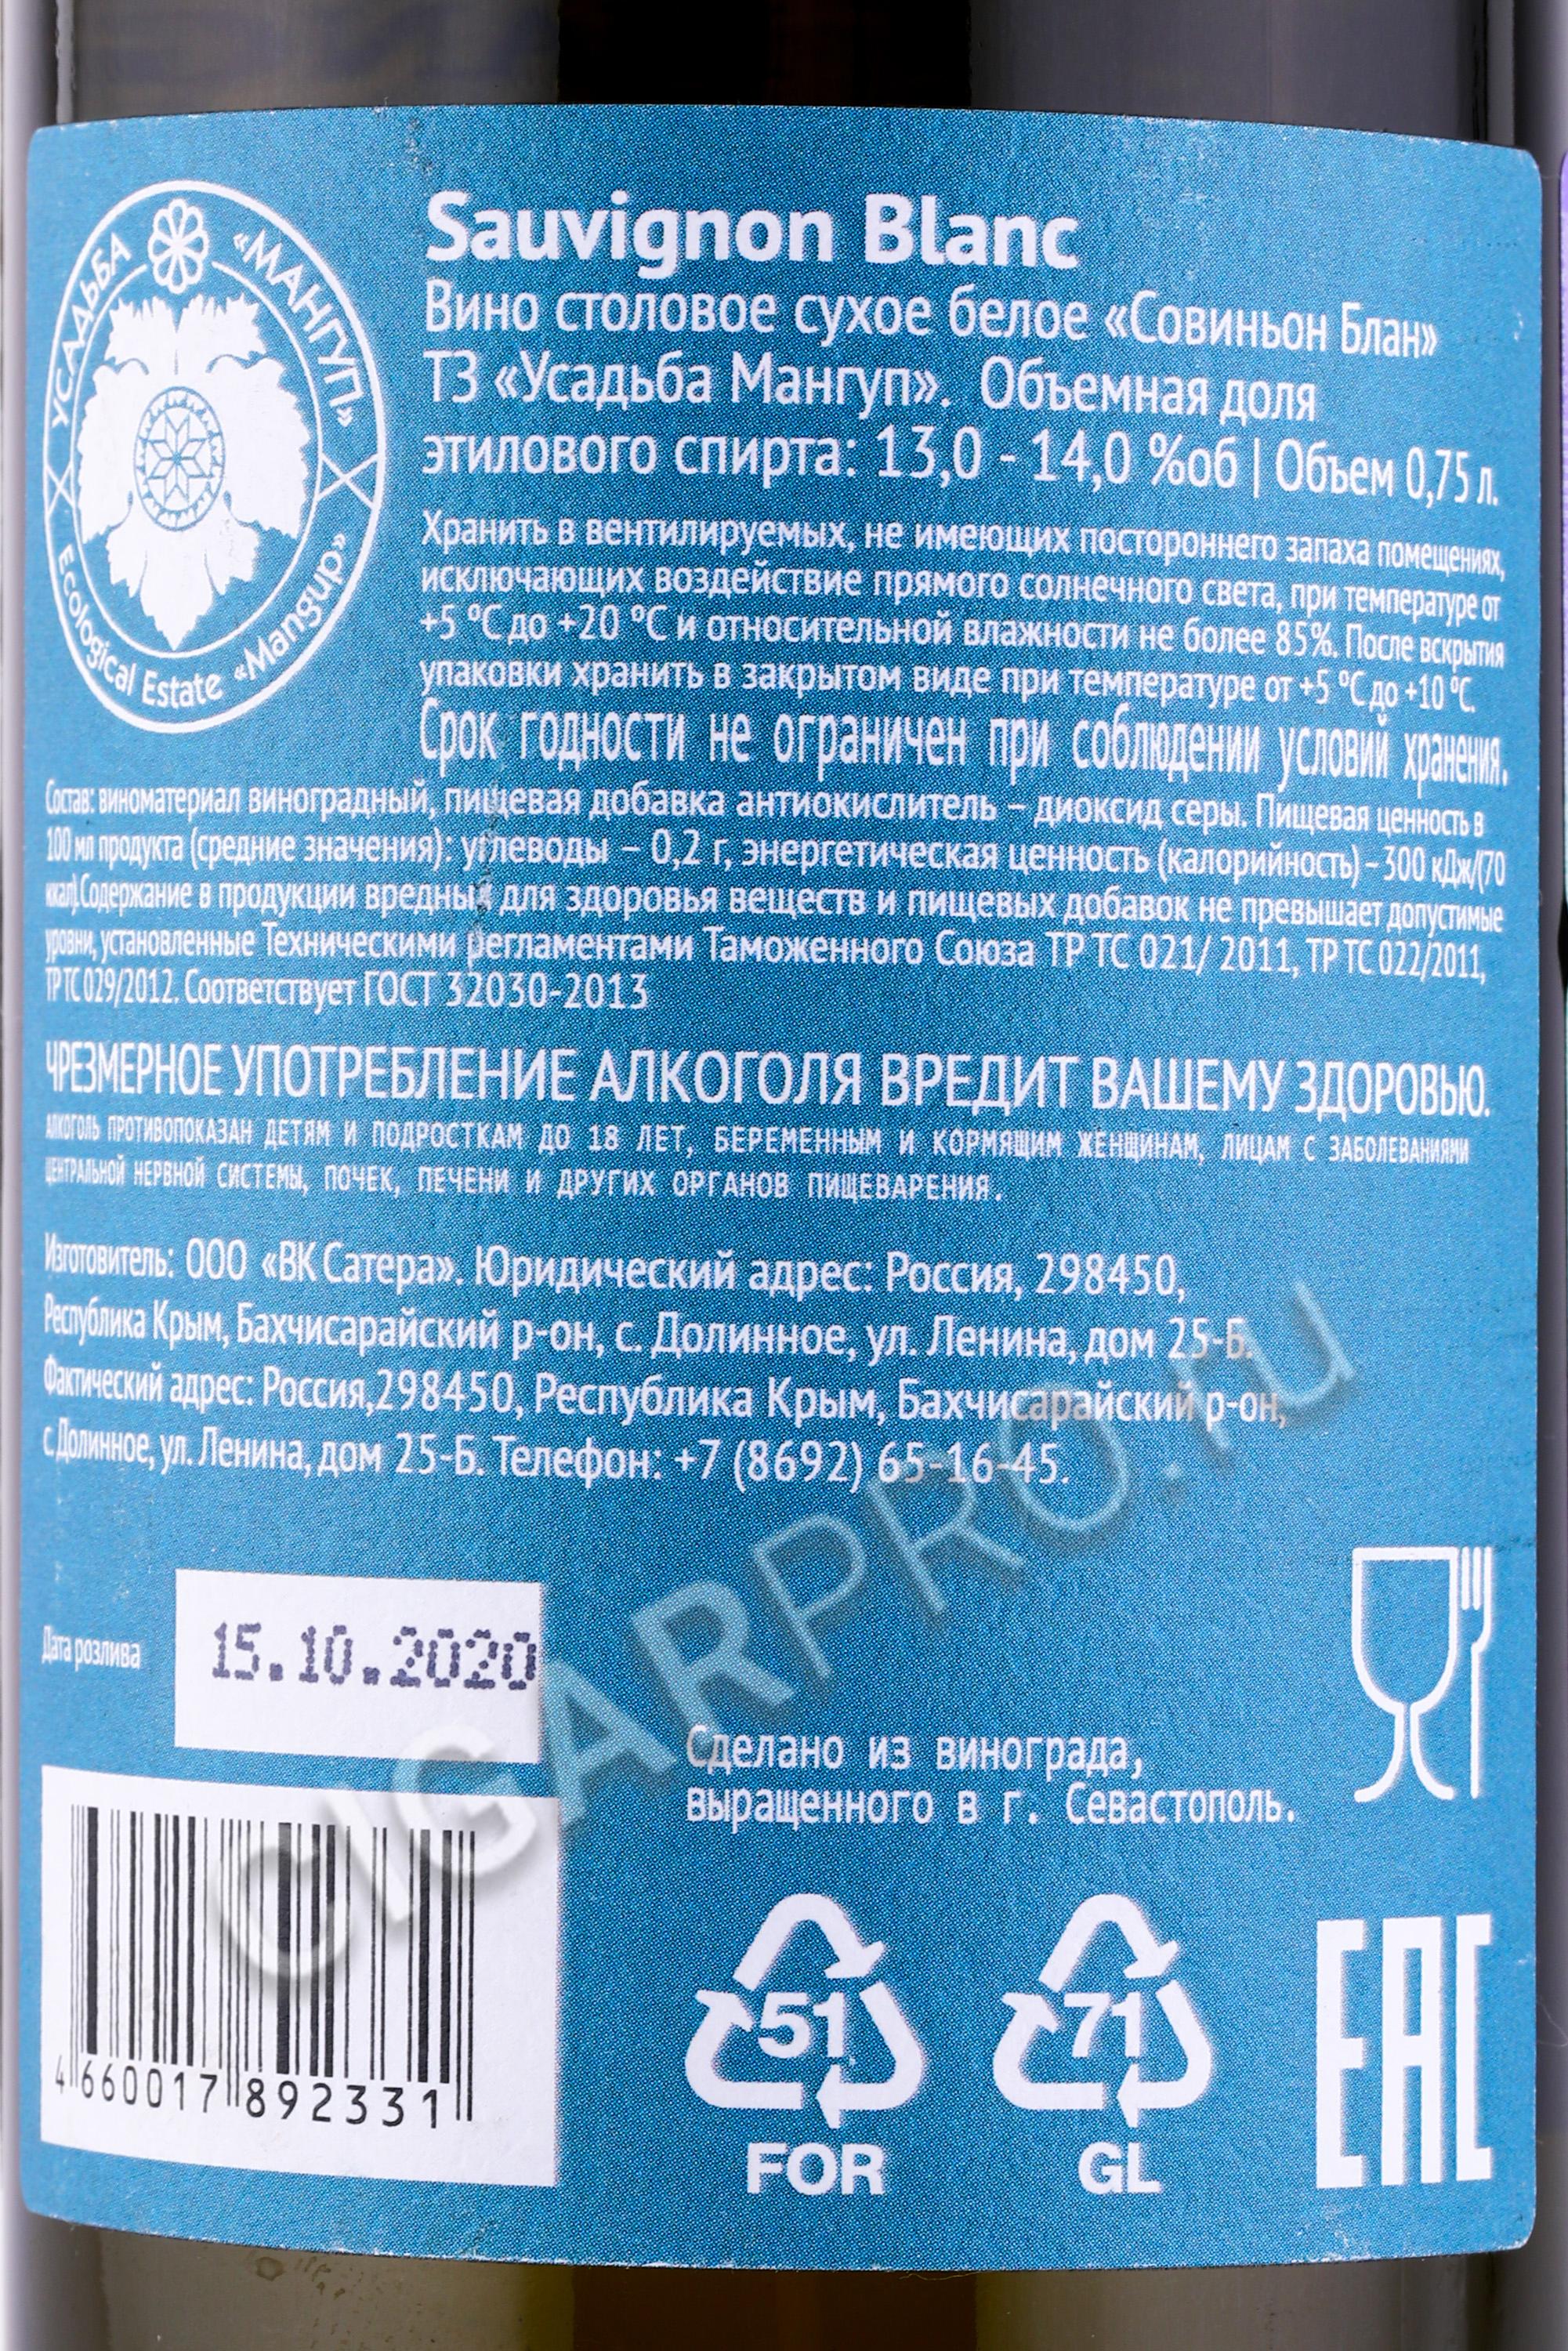 УСАДЬБА «МАНГУП»
Ecological Estate «Mangup»
Sauvignon Blanc
Вино столовое сухое белое «Совиньон Блан»
ТЗ «Усадьба Мангуп». Объемная доля
этилового спирта: 13,0 - 14,0 %об | Объем 0,75 л.
Хранить в вентилируемых, не имеющих постороннего запаха помещениях,
исключающих воздействие прямого солнечного света, при температуре от
+5 °С до +20 °С и относительной влажности не более 85%. После вскрытия
упаковки хранить в закрытом виде при температуре от +5 °С до +10 °С.
Срок годности не ограничен при соблюдении условий хранения.
Состав: виноматериал виноградный, пищевая добавка антиокислитель – диоксид серы. Пищевая ценность в
100 мл продукта (средние значения): углеводы – 0,2 г, энергетическая ценность (калорийность) – 300 кДж/(70
ккал).Содержание в продукции вредных для здоровья веществ и пищевых добавок не превышает допустимые
уровни, установленные Техническими регламентами Таможенного Союза ТР ТС 021/ 2011, ТР ТС 022/2011,
ТР ТС 029/2012. Соответствует ГОСТ 32030-2013
ЧРЕЗМЕРНОЕ УПОТРЕБЛЕНИЕ АЛКОГОЛЯ ВРЕДИТ ВАШЕМУ ЗДОРОВЬЮ.
АЛКОГОЛЬ ПРОТИВОПОКАЗАН ДЕТЯМ И ПОДРОСТКАМ ДО 18 ЛЕТ, БЕРЕМЕННЫМ И КОРМЯЩИМ ЖЕНЩИНАМ, ЛИЦАМ С ЗАБОЛЕВАНИЯМИ
ЦЕНТРАЛЬНОЙ НЕРВНОЙ СИСТЕМЫ, ПОЧЕК, ПЕЧЕНИ И ДРУГИХ ОРГАНОВ ПИЩЕВАРЕНИЯ.
Изготовитель: ООО «ВК Сатера». Юридический адрес: Россия, 298450,
Республика Крым, Бахчисарайский р-он, с. Долинное, ул. Ленина, дом 25-Б.
Фактический адрес: Россия,298450, Республика Крым, Бахчисарайский р-он,
с. Долинное, ул. Ленина, дом 25-Б. Телефон: +7 (8692) 65-16-45.
Дата розлива
15.10.2020
Сделано из винограда,
выращенного в г. Севастополь.
4 660017 892331
51
FOR
71
GL
EAC
CIGARPRO.ru